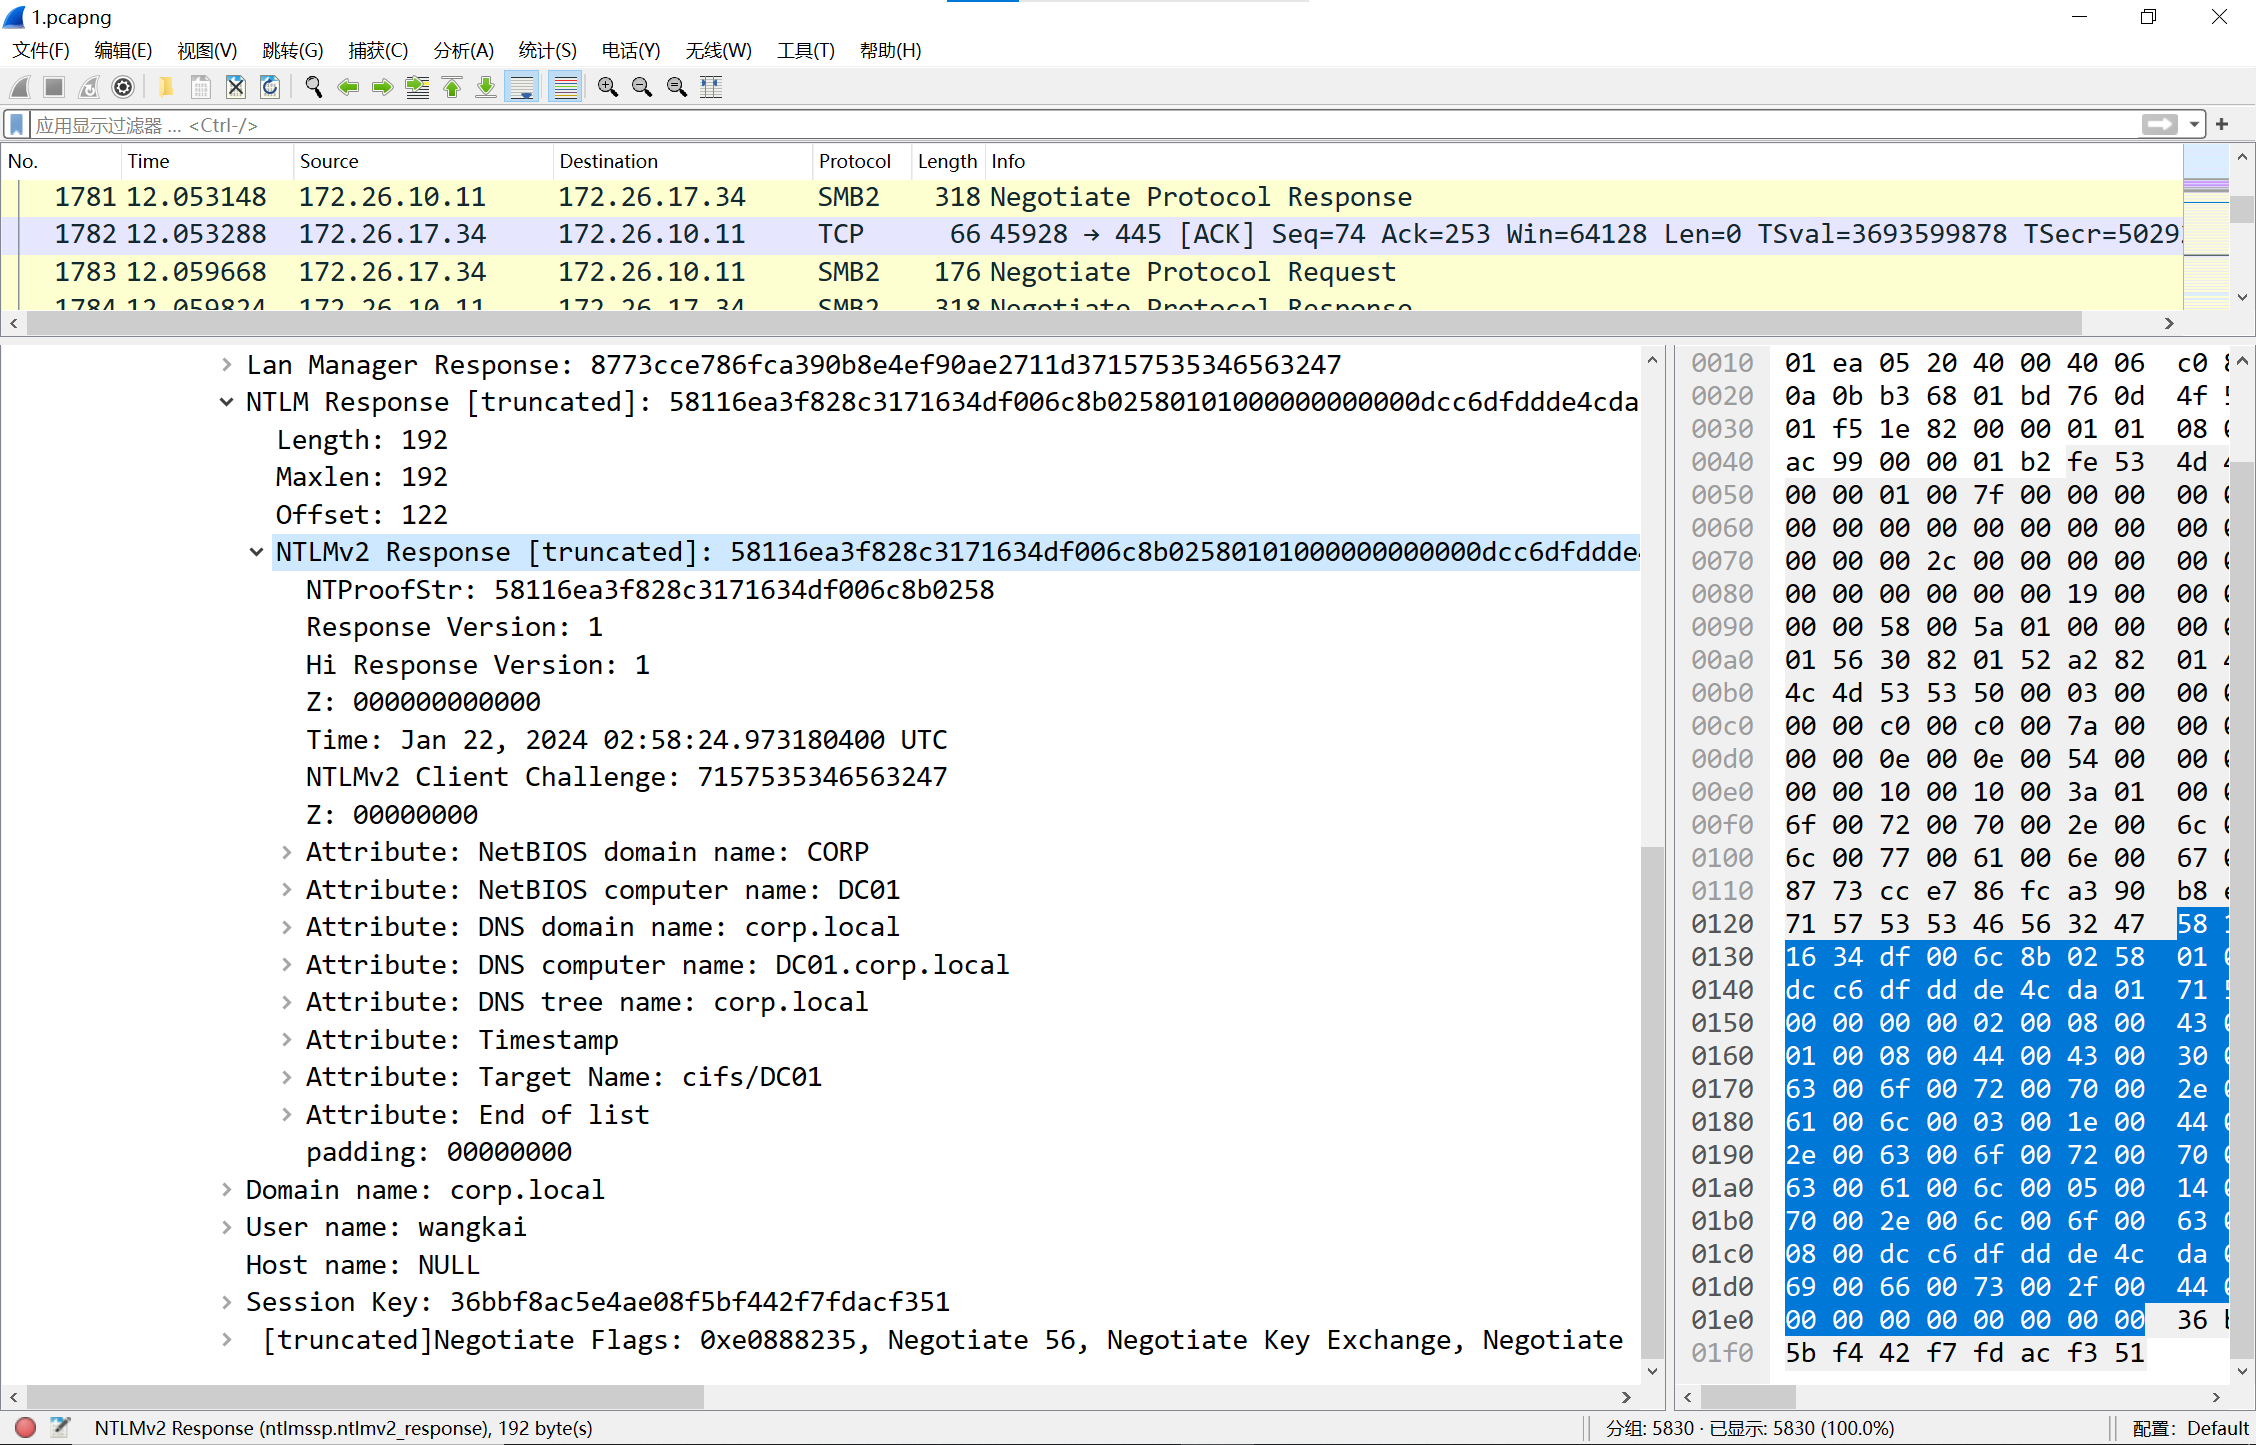 1.pcapng
文件(F) 编辑(E) 视图(V) 跳转(G) 捕获(C) 分析(A) 统计(S) 电话(Y) 无线(W) 工具(T) 帮助(H)
应用显示过滤器 … <Ctrl-/>
No. Time Source Destination Protocol Length Info
1781 12.053148 172.26.10.11 172.26.17.34 SMB2 318 Negotiate Protocol Response
1782 12.053288 172.26.17.34 172.26.10.11 TCP 66 45928 → 445 [ACK] Seq=74 Ack=253 Win=64128 Len=0 TSval=3693599878 TSecr=5029
1783 12.059668 172.26.17.34 172.26.10.11 SMB2 176 Negotiate Protocol Request
1784 12.059824 172.26.10.11 172.26.17.34 SMB2 318 Negotiate Protocol Response
Lan Manager Response: 8773cce786fca390b8e4ef90ae2711d37157535346563247
NTLM Response [truncated]: 58116ea3f828c3171634df006c8b02580101000000000000dcc6dfddde4cda
Length: 192
Maxlen: 192
Offset: 122
NTLMv2 Response [truncated]: 58116ea3f828c3171634df006c8b02580101000000000000dcc6dfddde
NTProofStr: 58116ea3f828c3171634df006c8b0258
Response Version: 1
Hi Response Version: 1
Z: 000000000000
Time: Jan 22, 2024 02:58:24.973180400 UTC
NTLMv2 Client Challenge: 7157535346563247
Z: 00000000
Attribute: NetBIOS domain name: CORP
Attribute: NetBIOS computer name: DC01
Attribute: DNS domain name: corp.local
Attribute: DNS computer name: DC01.corp.local
Attribute: DNS tree name: corp.local
Attribute: Timestamp
Attribute: Target Name: cifs/DC01
Attribute: End of list
padding: 00000000
Domain name: corp.local
User name: wangkai
Host name: NULL
Session Key: 36bbf8ac5e4ae08f5bf442f7fdacf351
[truncated]Negotiate Flags: 0xe0888235, Negotiate 56, Negotiate Key Exchange, Negotiate
0010 01 ea 05 20 40 00 40 06 c0
0020 0a 0b b3 68 01 bd 76 0d 4f
0030 01 f5 1e 82 00 00 01 01 08
0040 ac 99 00 00 01 b2 fe 53 4d
0050 00 00 01 00 7f 00 00 00 00
0060 00 00 00 00 00 00 00 00 00
0070 00 00 00 2c 00 00 00 00 00
0080 00 00 00 00 00 00 19 00 00
0090 00 00 58 00 5a 01 00 00 00
00a0 01 56 30 82 01 52 a2 82 01
00b0 4c 4d 53 53 50 00 03 00 00
00c0 00 00 c0 00 c0 00 7a 00 00
00d0 00 00 0e 00 0e 00 54 00 00
00e0 00 00 10 00 10 00 3a 01 00
00f0 6f 00 72 00 70 00 2e 00 6c
0100 6c 00 77 00 61 00 6e 00 67
0110 87 73 cc e7 86 fc a3 90 b8
0120 71 57 53 53 46 56 32 47 58
0130 16 34 df 00 6c 8b 02 58 01
0140 dc c6 df dd de 4c da 01 71
0150 00 00 00 00 02 00 08 00 43
0160 01 00 08 00 44 00 43 00 30
0170 63 00 6f 00 72 00 70 00 2e
0180 61 00 6c 00 03 00 1e 00 44
0190 2e 00 63 00 6f 00 72 00 70
01a0 63 00 61 00 6c 00 05 00 14
01b0 70 00 2e 00 6c 00 6f 00 63
01c0 08 00 dc c6 df dd de 4c da
01d0 69 00 66 00 73 00 2f 00 44
01e0 00 00 00 00 00 00 00 00 36
01f0 5b f4 42 f7 fd ac f3 51
NTLMv2 Response (ntlmssp.ntlmv2_response), 192 byte(s) 分组: 5830 · 已显示: 5830 (100.0%) 配置: Default